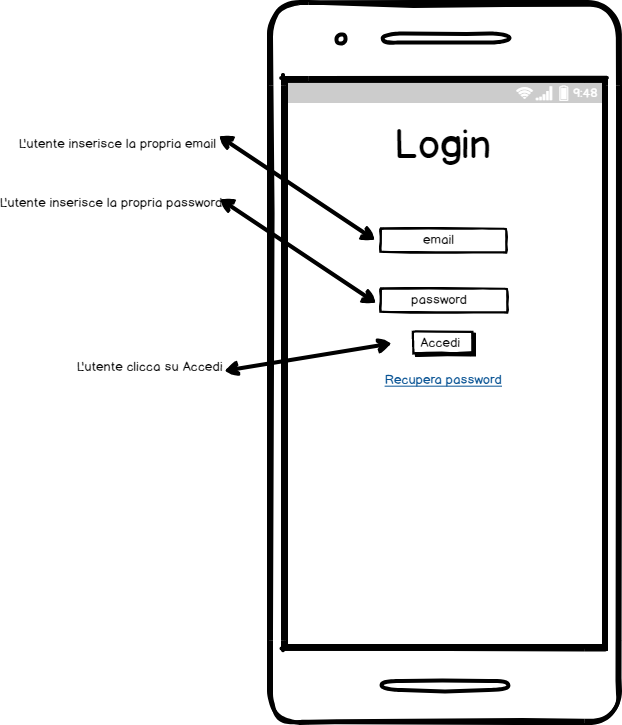 9:48
Login
L'utente inserisce la propria email
email
L'utente inserisce la propria password
password
Accedi
L'utente clicca su Accedi
Recupera password